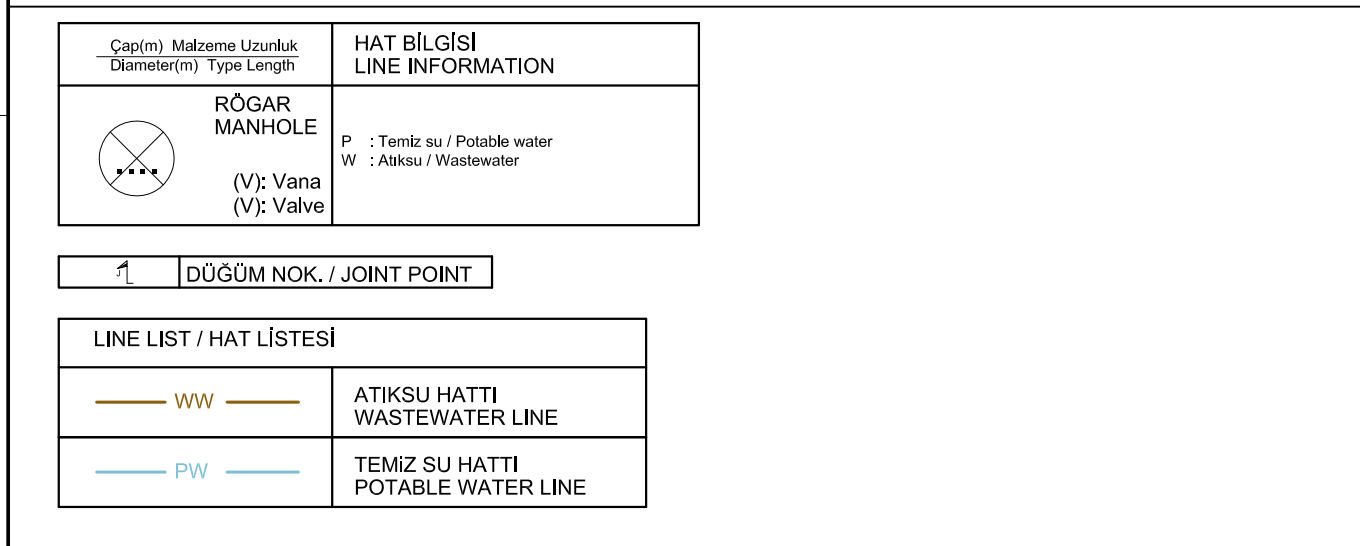 Çap(m) Malzeme Uzunluk
Diameter(m) Type Length
HAT BİLGİSİ
LINE INFORMATION
RÖGAR
MANHOLE
(V): Vana
(V): Valve
P : Temiz su / Potable water
W : Atıksu / Wastewater
DÜĞÜM NOK. / JOINT POINT
LINE LIST / HAT LİSTESİ
WW
ATIKSU HATTI
WASTEWATER LINE
PW
TEMİZ SU HATTI
POTABLE WATER LINE